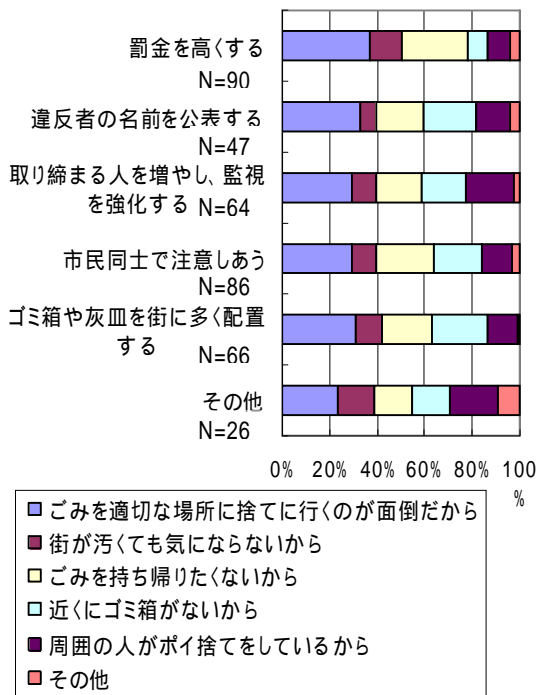 罰金を高くする
N=90
違反者の名前を公表する
N=47
取り締まる人を増やし、監視
を強化する N=64
市民同士で注意しあう
N=86
ゴミ箱や灰皿を街に多く配置
する
N=66
その他
N=26
0% 20% 40% 60% 80% 100
%
ごみを適切な場所に捨てに行くのが面倒だから
街が汚くても気にならないから
ごみを持ち帰りたくないから
近くにゴミ箱がないから
周囲の人がポイ捨てをしているから
その他